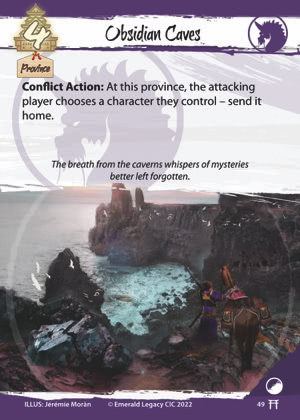 Obsidian Caves
4
Province
Conflict Action: At this province, the attacking
player chooses a character they control – send it
home.
The breath from the caverns whispers of mysteries
better left forgotten.
ILLUS: Jérémie Moràn © Emerald Legacy CIC 2022 49